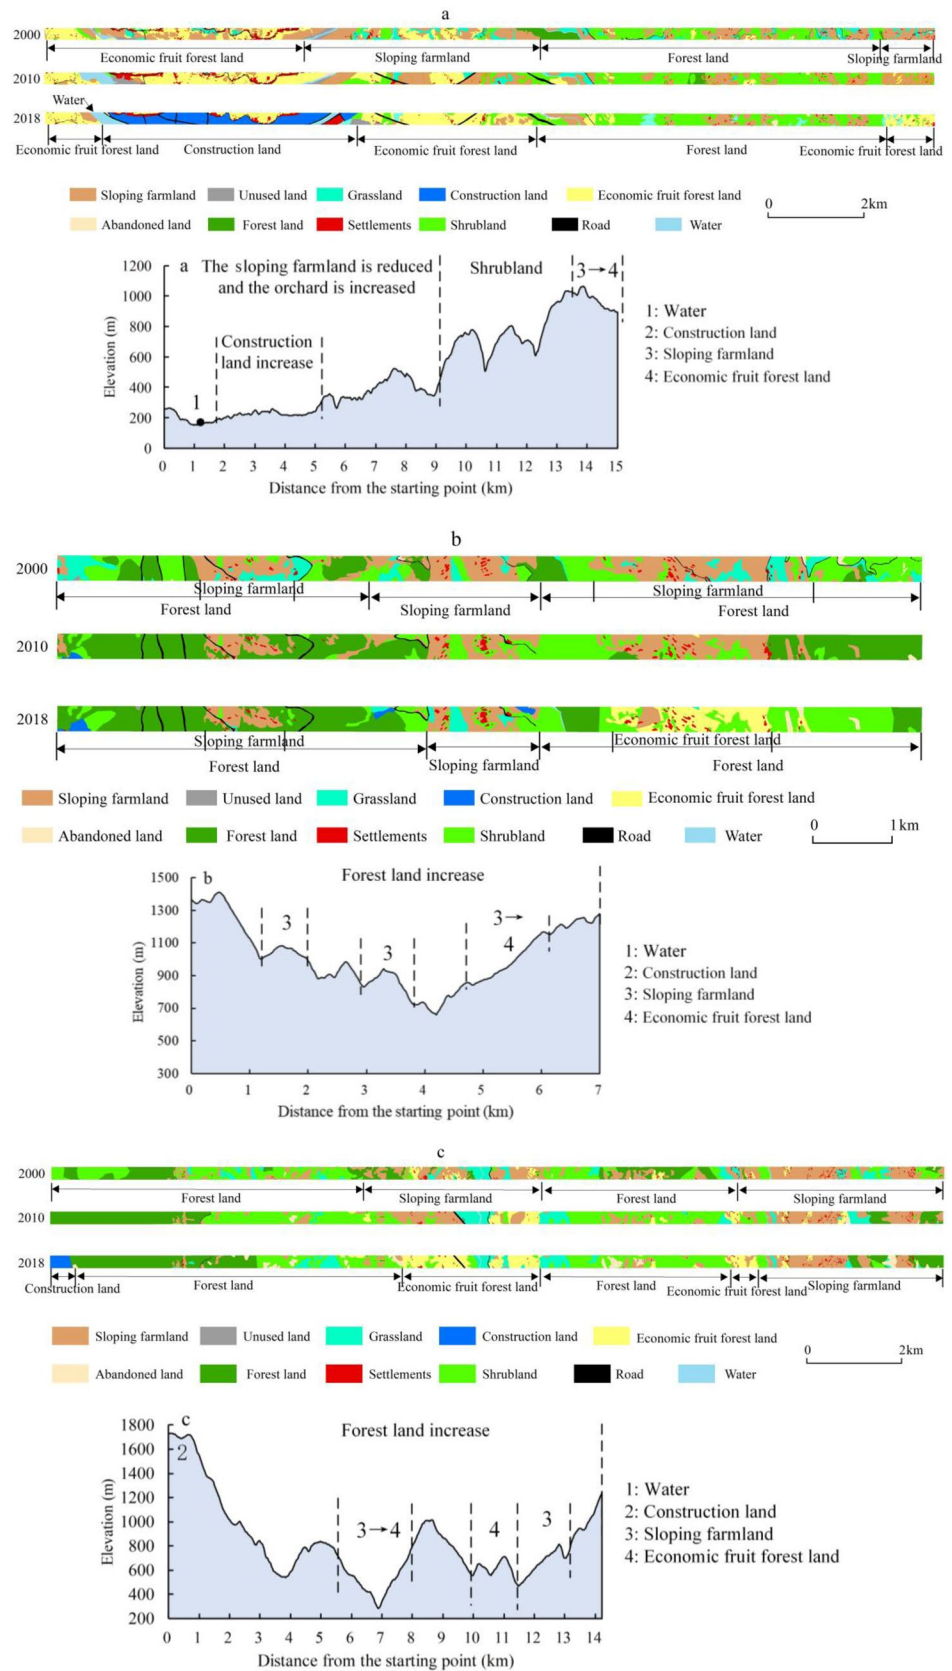 a
2000
Economic fruit forest land
Sloping farmland
Forest land
Sloping farmland
2010
Water
2018
Economic fruit forest land
Construction land
Economic fruit forest land
Forest land
Economic fruit forest land
Sloping farmland
Unused land
Grassland
Construction land
Economic fruit forest land
Abandoned land
Forest land
Settlements
Shrubland
Road
Water
0
2km
a
The sloping farmland is reduced
and the orchard is increased
Shrubland
3→4
Construction
land increase
1
Elevation (m)
1200
1000
800
600
400
200
0
0 1 2 3 4 5 6 7 8 9 10 11 12 13 14 15
Distance from the starting point (km)
1: Water
2: Construction land
3: Sloping farmland
4: Economic fruit forest land
b
2000
Sloping farmland
Forest land
Sloping farmland
Sloping farmland
Forest land
2010
2018
Sloping farmland
Forest land
Sloping farmland
Economic fruit forest land
Forest land
Sloping farmland
Unused land
Grassland
Construction land
Economic fruit forest land
Abandoned land
Forest land
Settlements
Shrubland
Road
Water
0
1km
b
Forest land increase
3
3
3→
4
Elevation (m)
1500
1300
1100
900
700
500
300
0 1 2 3 4 5 6 7
Distance from the starting point (km)
1: Water
2: Construction land
3: Sloping farmland
4: Economic fruit forest land
c
2000
Forest land
Sloping farmland
Forest land
Sloping farmland
2010
2018
Construction land
Forest land
Economic fruit forest land
Forest land
Economic fruit forest land
Sloping farmland
Sloping farmland
Unused land
Grassland
Construction land
Economic fruit forest land
Abandoned land
Forest land
Settlements
Shrubland
Road
Water
0
2km
c
Forest land increase
2
3→4
4
3
Elevation (m)
1800
1600
1400
1200
1000
800
600
400
200
0 1 2 3 4 5 6 7 8 9 10 11 12 13 14
Distance from the starting point (km)
1: Water
2: Construction land
3: Sloping farmland
4: Economic fruit forest land